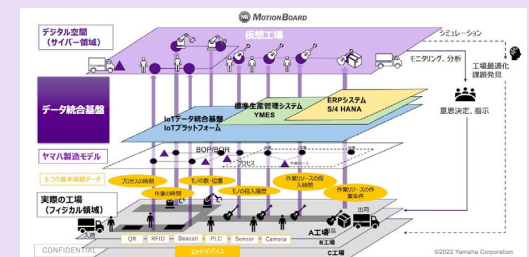 MOTIONBOARD
デジタル空間
(サイバー領域)
仮想工場
シミュレーション
モニタリング、分析
工場最適化
課題発見
意思決定、指示
データ統合基盤
ERPシステム
S/4 HANA
標準生産管理システム
YMES
IoTデータ統合基盤
IoTプラットフォーム
BOP/BOR
プロセス
ヤマハ製造モデル
5つの基本実績データ
プロセスの時間
作業の時間
モノの数・位置
モノの投入履歴
作業リソースの投
入時間
作業リソースの作
業条件
実際の工場
(フィジカル領域)
入荷
出荷
A工場
B工場
C工場
QR
RFID
Beacon
PLC
Sensor
Camera
エッジデバイス
CONFIDENTIAL
©2022 Yamaha Corporation